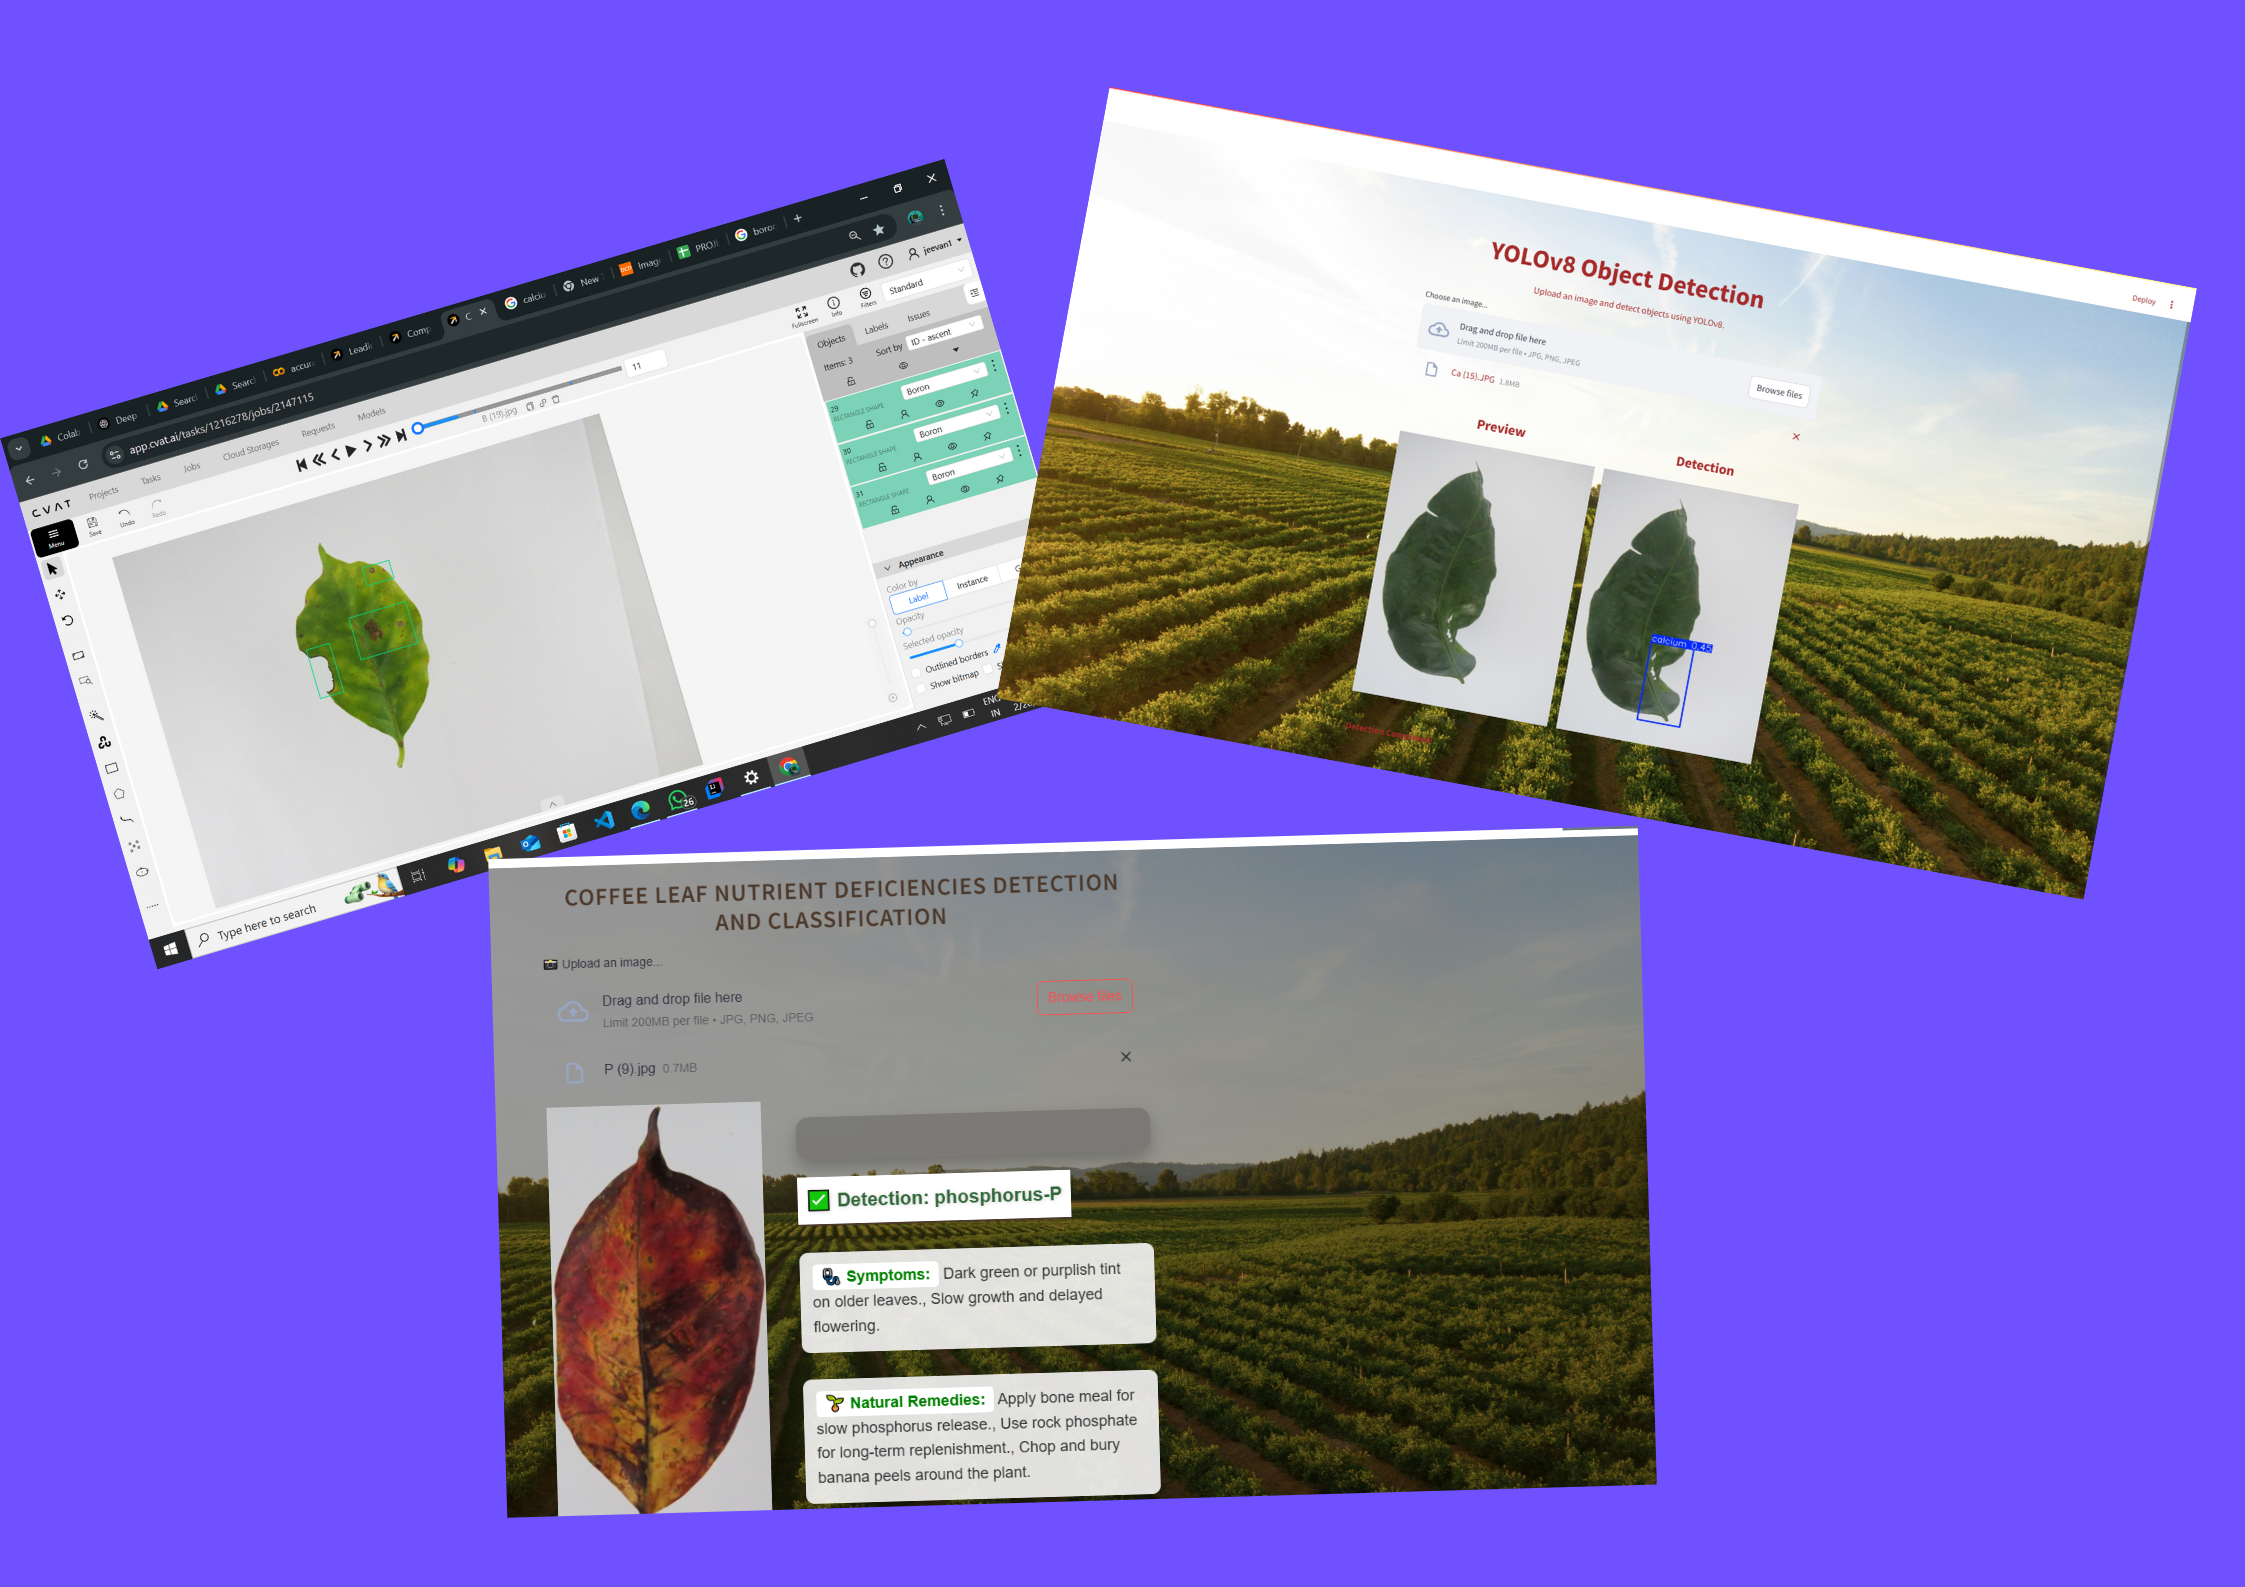 Colab
Deep
Searc
Searc
accur
Leadi
Comp
C
calciu
New
Imag
PROJ
boro
app.cvat.ai/tasks/1216278/jobs/2147115
CVAT
Projects
Tasks
Jobs
Cloud Storages
Requests
Models
jeevan1
Menu
Save
Undo
Redo
B (19).jpg
11
Fullscreen
Info
Filters
Standard
Objects
Labels
Issues
Items: 3
Sort by
ID - ascent
29
RECTANGLE SHAPE
Boron
30
RECTANGLE SHAPE
Boron
31
RECTANGLE SHAPE
Boron
Appearance
Color by
Label
Instance
G
Opacity
Selected opacity
Outlined borders
Show bitmap
Type here to search
26
ENG
IN
Deploy
YOLOv8 Object Detection
Upload an image and detect objects using YOLOv8.
Choose an image...
Drag and drop file here
Limit 200MB per file • JPG, PNG, JPEG
Browse files
Ca (15).JPG 1.8MB
Preview
Detection
calcium 0.45
COFFEE LEAF NUTRIENT DEFICIENCIES DETECTION
AND CLASSIFICATION
Upload an image...
Drag and drop file here
Limit 200MB per file • JPG, PNG, JPEG
Browse files
P (9).jpg 0.7MB
Detection: phosphorus-P
Symptoms: Dark green or purplish tint
on older leaves., Slow growth and delayed
flowering.
Natural Remedies: Apply bone meal for
slow phosphorus release., Use rock phosphate
for long-term replenishment., Chop and bury
banana peels around the plant.